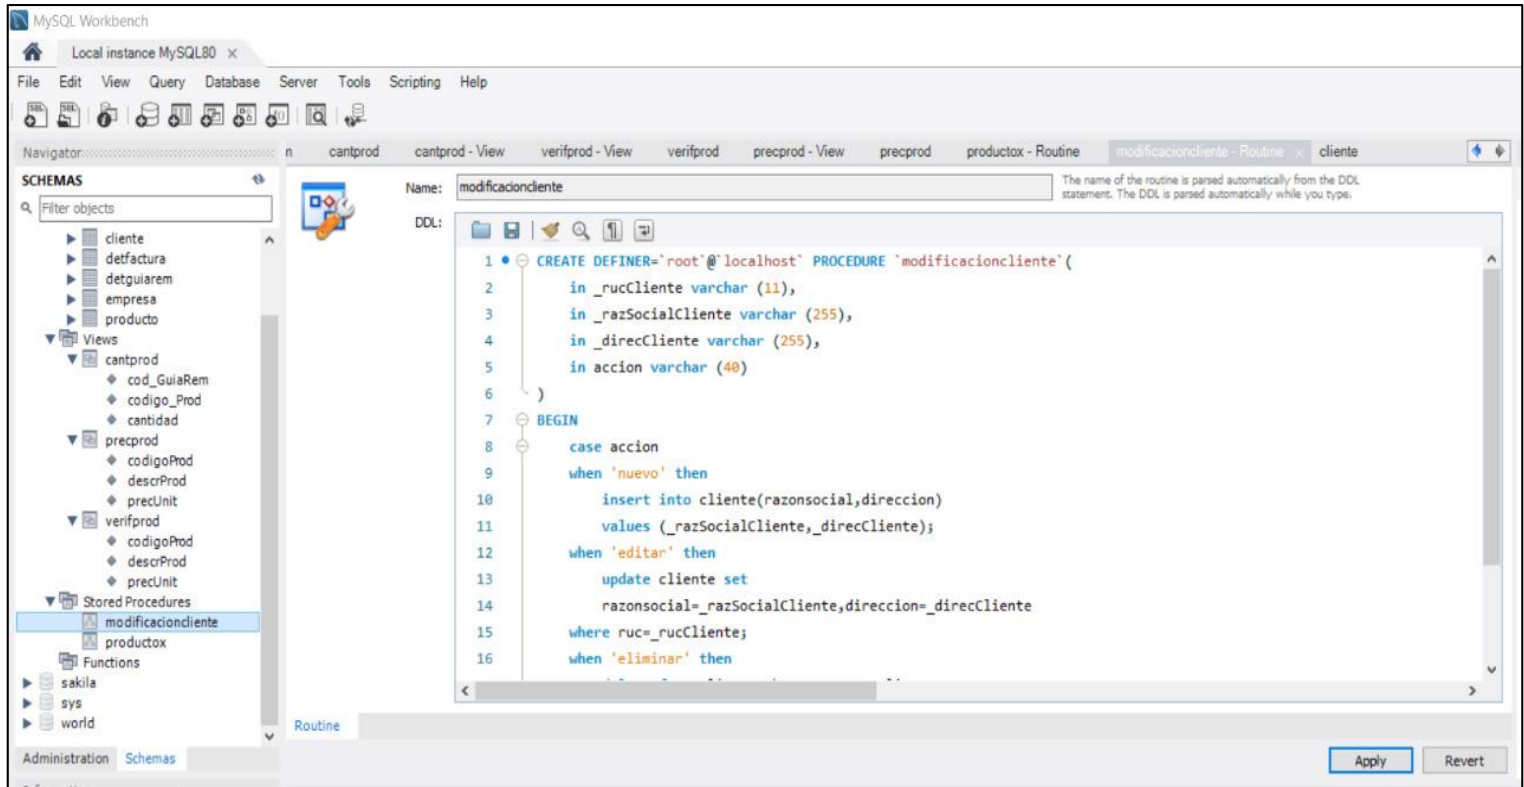 MySQL Workbench
Local instance MySQL80 ×
File Edit View Query Database Server Tools Scripting Help
Navigator
n cantprod cantprod - View verifprod - View verifprod precprod - View precprod productox - Routine modificacioncliente - Routine × cliente
SCHEMAS
Filter objects
cliente
detfactura
detguiarem
empresa
producto
Views
cantprod
cod_GuiaRem
codigo_Prod
cantidad
precprod
codigoProd
descrProd
precUnit
verifprod
codigoProd
descrProd
precUnit
Stored Procedures
modificacioncliente
productox
Functions
sakila
sys
world
Administration Schemas
Name: modificacioncliente
The name of the routine is parsed automatically from the DDL
statement. The DDL is parsed automatically while you type.
DDL:
1 CREATE DEFINER=`root`@`localhost` PROCEDURE `modificacioncliente`(
2 in _rucCliente varchar (11),
3 in _razSocialCliente varchar (255),
4 in _direcCliente varchar (255),
5 in accion varchar (40)
6 )
7 BEGIN
8 case accion
9 when 'nuevo' then
10 insert into cliente(razonsocial,direccion)
11 values (_razSocialCliente,_direcCliente);
12 when 'editar' then
13 update cliente set
14 razonsocial=_razSocialCliente,direccion=_direcCliente
15 where ruc=_rucCliente;
16 when 'eliminar' then
Routine
Apply Revert